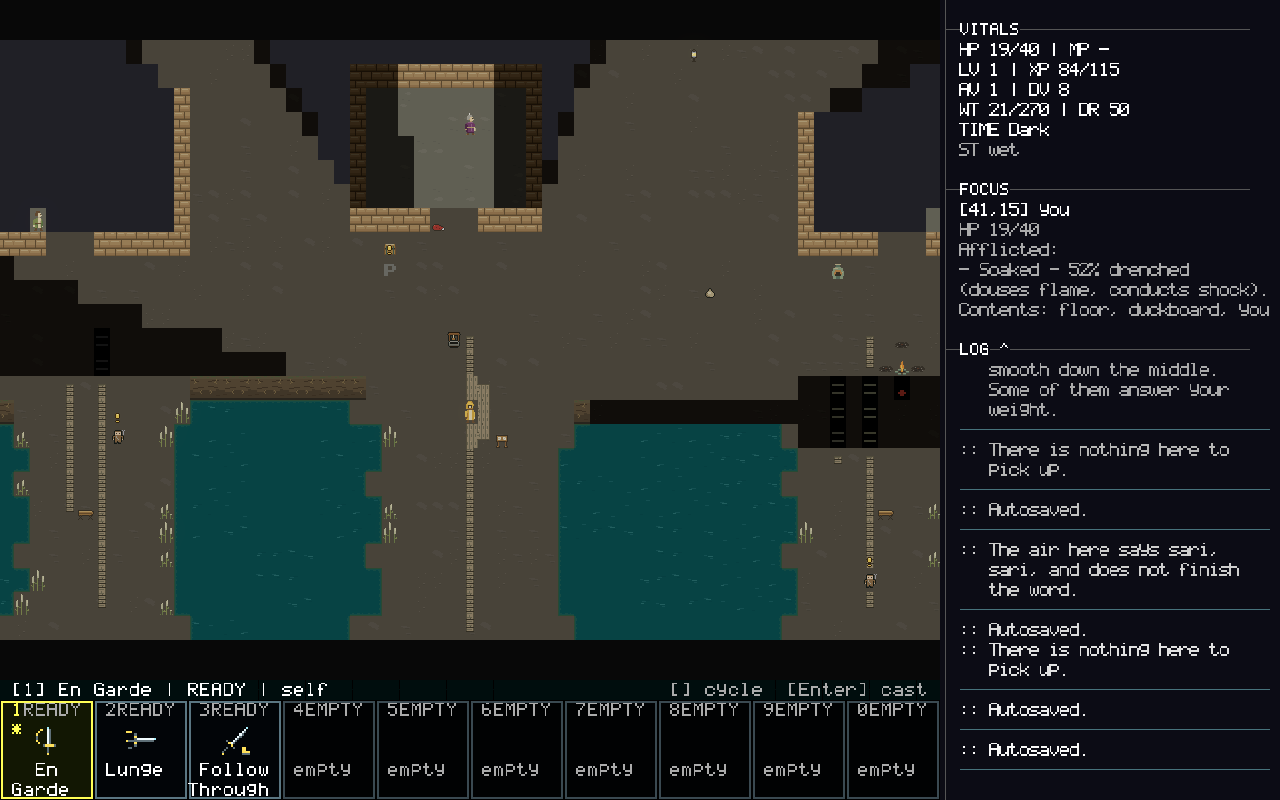 VITALS
HP 19/40 | MP -
LV 1 | XP 84/115
AV 1 | DV 8
WT 21/270 | DR 50
TIME Dark
ST wet
FOCUS
[41,15] You
HP 19/40
Afflicted:
- Soaked - 52% drenched
(douses flame, conducts shock).
Contents: floor, duckboard, You
LOG ^
smooth down the middle.
Some of them answer your
weight..
:: There is nothing here to
Pick up.
:: Autosaved.
:: The air here says sari,
sari, and does not finish
the word.
:: Autosaved.
:: There is nothing here to
Pick up.
:: Autosaved.
:: Autosaved.
P
[1] En Garde | READY | self
[] cycle [Enter] cast
1READY 2READY 3READY 4EMPTY 5EMPTY 6EMPTY 7EMPTY 8EMPTY 9EMPTY 0EMPTY
*
En Garde
Lunge
Follow Through
empty empty empty empty empty empty empty